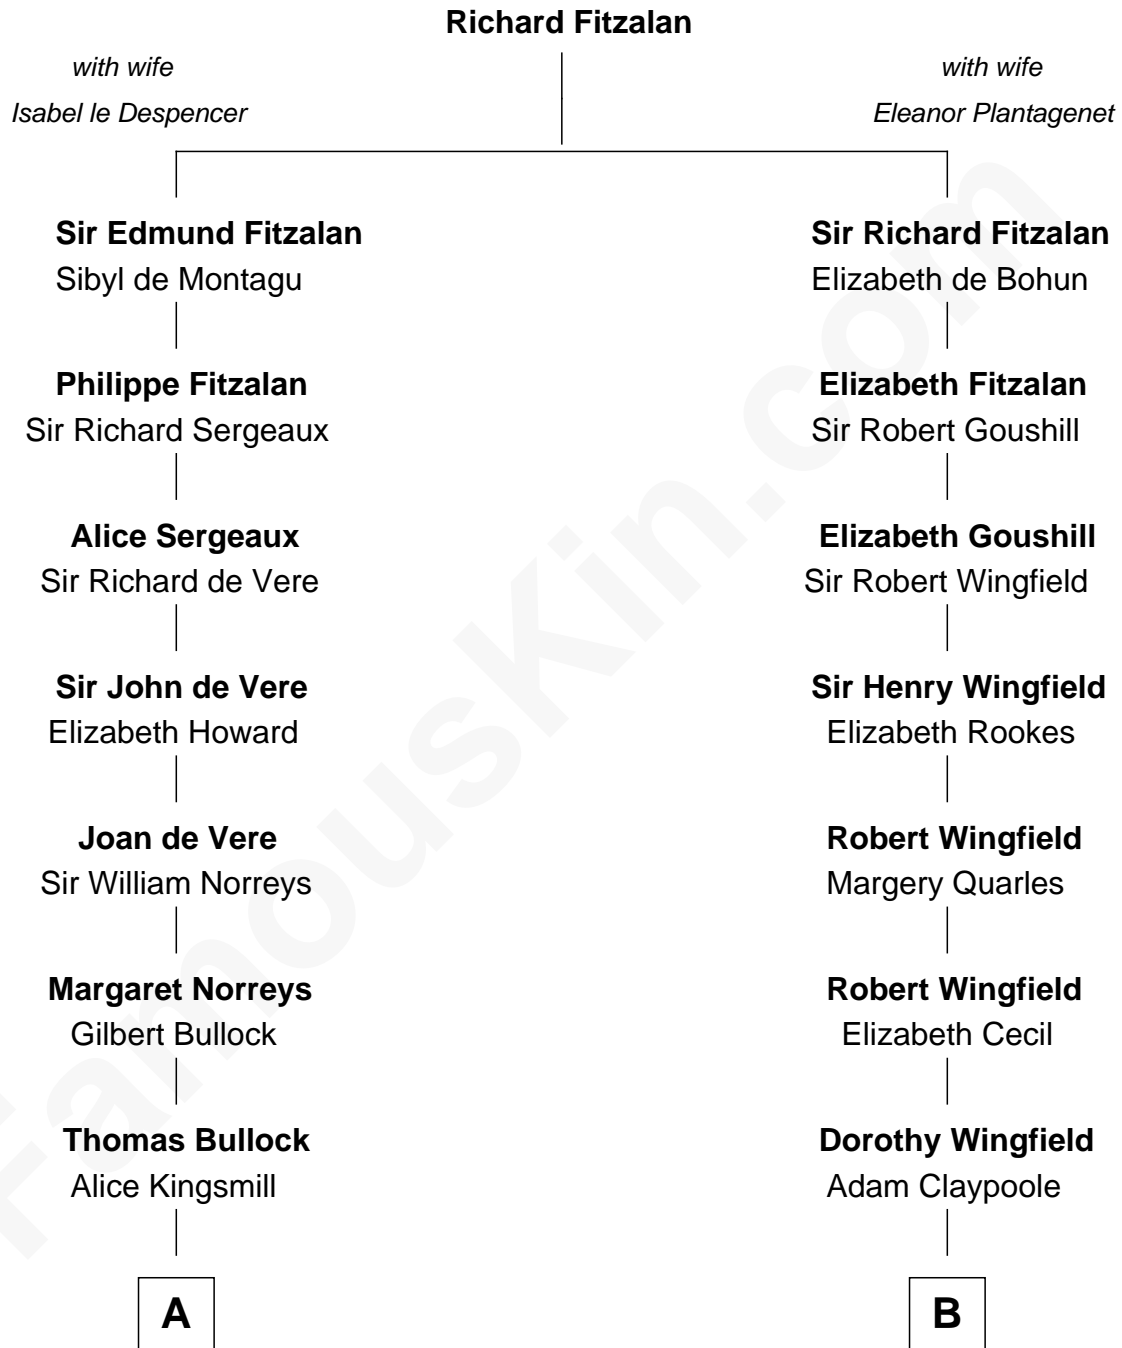 Richard Fitzalan
with wife
Isabel le Despencer
with wife
Eleanor Plantagenet
Sir Edmund Fitzalan
Sibyl de Montagu
Sir Richard Fitzalan
Elizabeth de Bohun
Philippe Fitzalan
Sir Richard Sergeaux
Elizabeth Fitzalan
Sir Robert Goushill
Alice Sergeaux
Sir Richard de Vere
Elizabeth Goushill
Sir Robert Wingfield
Sir John de Vere
Elizabeth Howard
Sir Henry Wingfield
Elizabeth Rookes
Joan de Vere
Sir William Norreys
Robert Wingfield
Margery Quarles
Margaret Norreys
Gilbert Bullock
Robert Wingfield
Elizabeth Cecil
Thomas Bullock
Alice Kingsmill
Dorothy Wingfield
Adam Claypoole
A
B
FamousKin.com